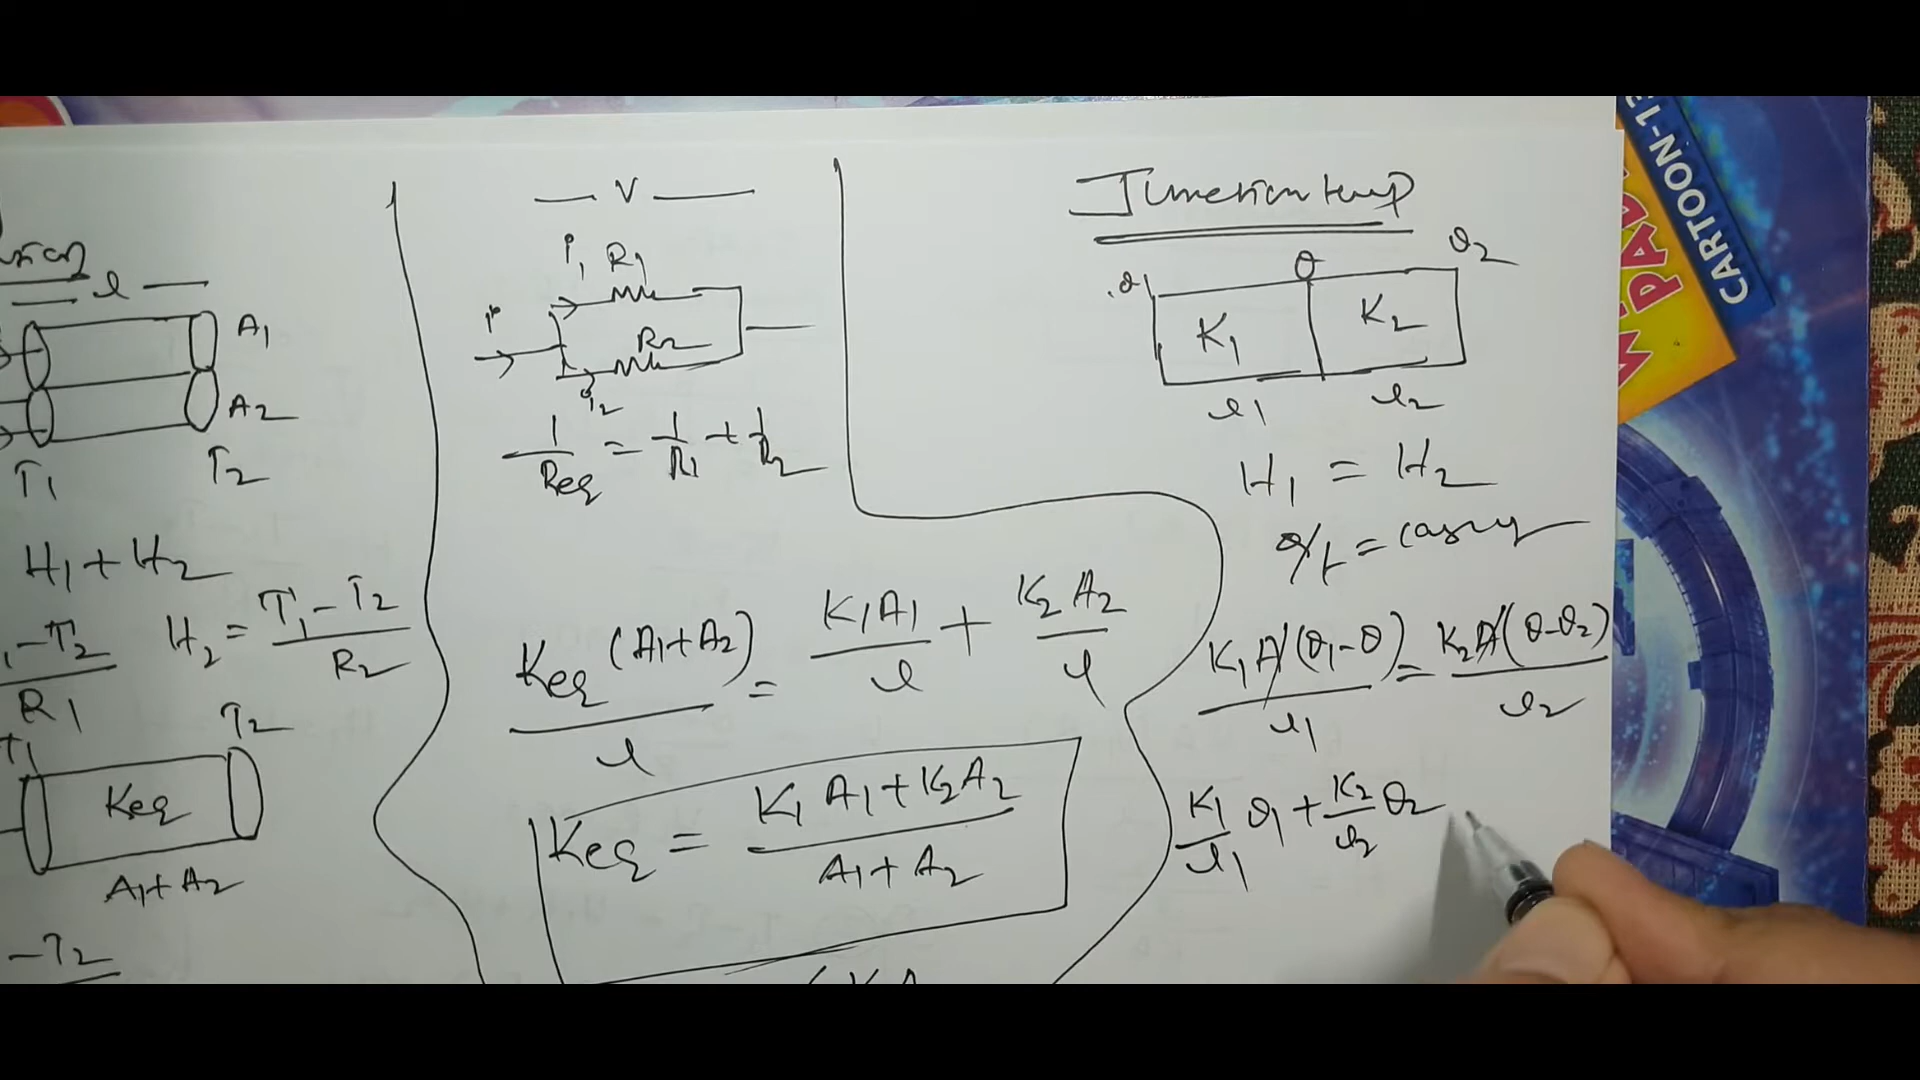 l
A1
A2
T1 T2
H1 + H2
H2 = T1 - T2 / R2
-T2 / R1
T1 T2
Keq
A1 + A2
-T2
V
i1 R1
i R2
i2
1/Req = 1/R1 + 1/R2
Keq (A1 + A2) / l = K1A1 / l + K2A2 / l
Keq = K1A1 + K2A2 / A1 + A2
Junction temp
θ1 θ θ2
K1 K2
l1 l2
H1 = H2
K1A(θ1 - θ) / l1 = K2A(θ - θ2) / l2
K1/l1 θ1 + K2/l2 θ2
CARTOON-13